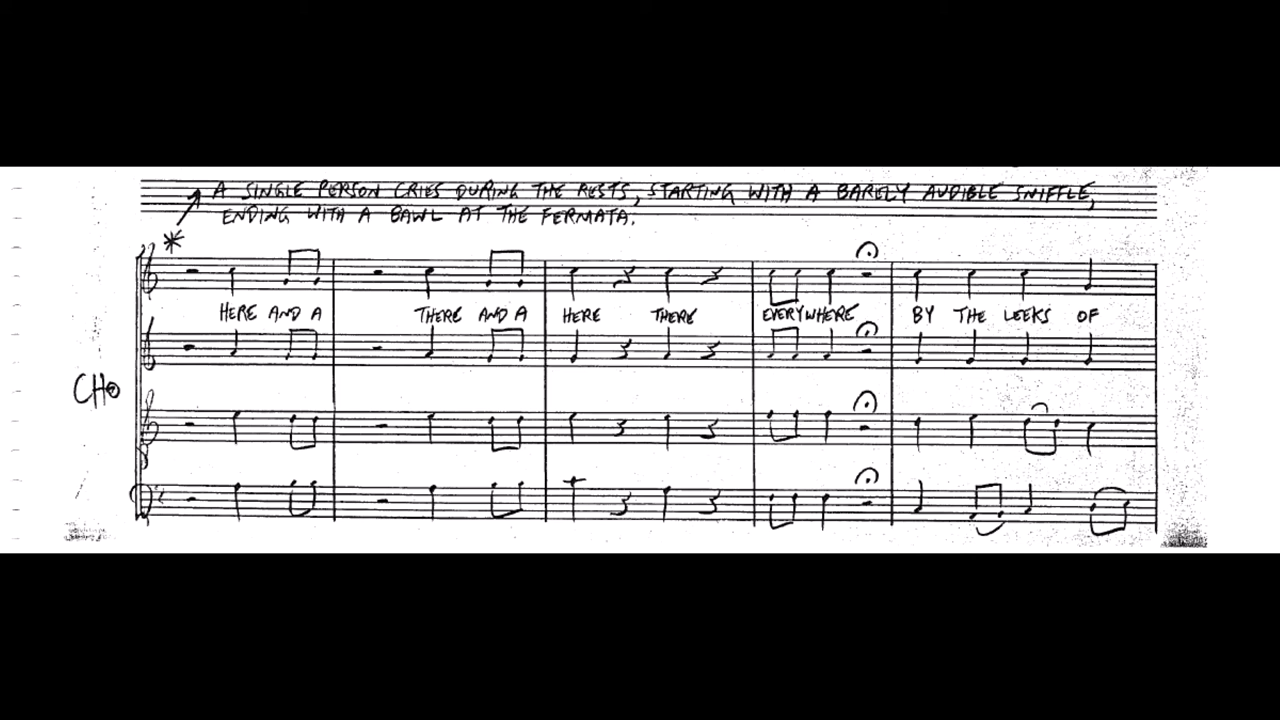 A SINGLE PERSON CRIES DURING THE RESTS, STARTING WITH A BARELY AUDIBLE SNIFFLE,
ENDING WITH A BAWL AT THE FERMATA.
*
HERE AND A THERE AND A HERE THERE EVERYWHERE BY THE LEEKS OF
CHO